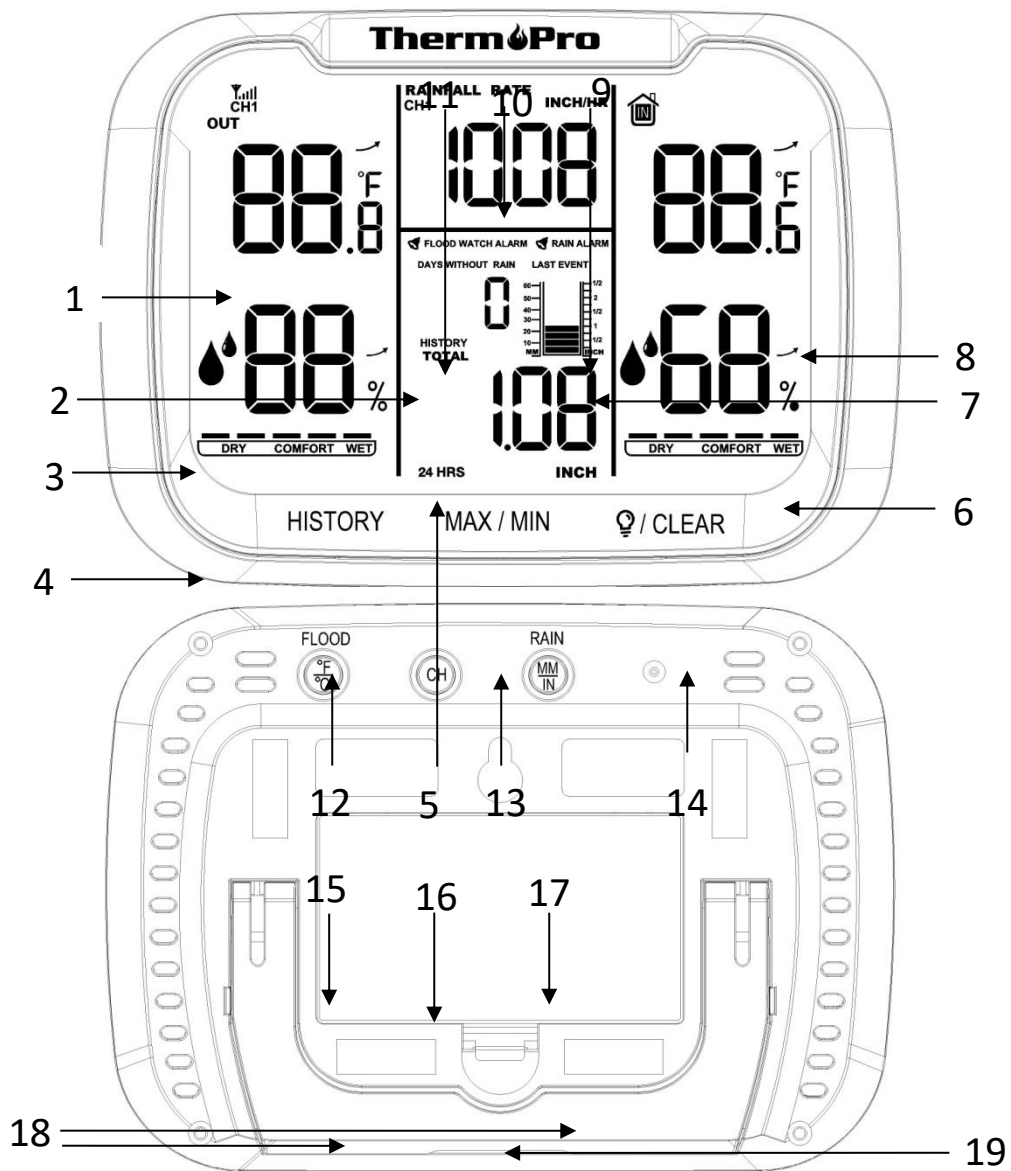 ThermoPro
CH1
OUT
88.8 °F
RAINFALL RATE
CH
INCH/HR
1008
IN
88.6 °F
11
10
9
FLOOD WATCH ALARM
RAIN ALARM
DAYS WITHOUT RAIN
LAST EVENT
0
60
50
40
30
20
10
MM
1/2
2
1/2
1
1/2
INCH
HISTORY
TOTAL
1.08
24 HRS
INCH
1
88 %
2
DRY COMFORT WET
3
68 %
8
7
DRY COMFORT WET
6
HISTORY
MAX / MIN
/ CLEAR
4
FLOOD
RAIN
°F
°C
CH
MM
IN
12
5
13
14
15
16
17
18
19